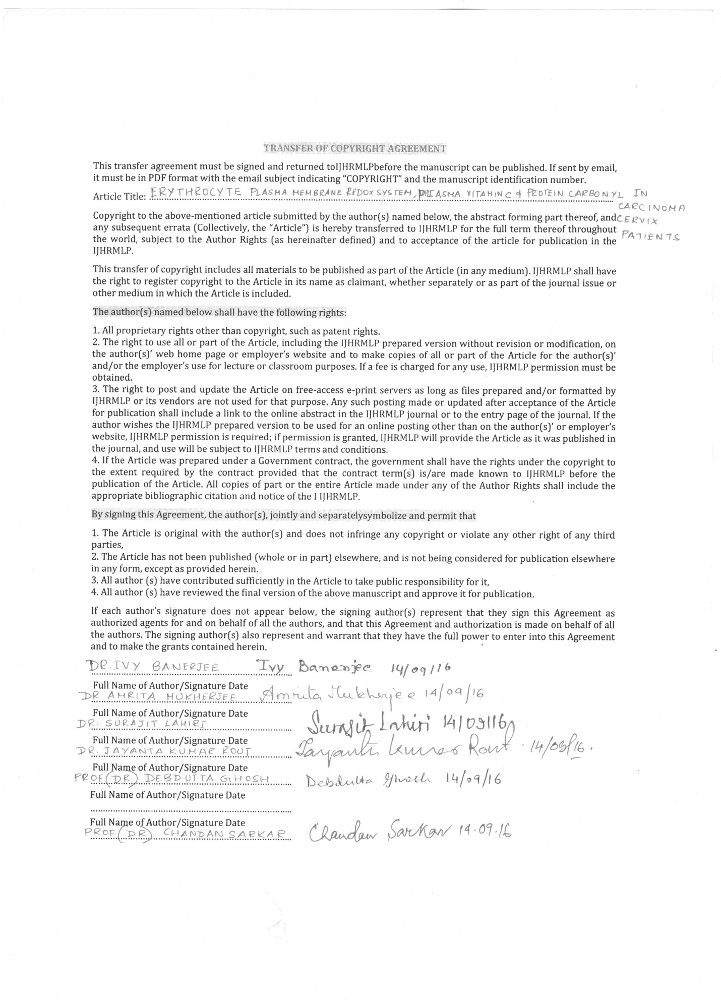 TRANSFER OF COPYRIGHT AGREEMENT
This transfer agreement must be signed and returned toIJHRMLPbefore the manuscript can be published. If sent by email,
it must be in PDF format with the email subject indicating “COPYRIGHT” and the manuscript identification number.
Article Title: ERYTHROCYTE PLASMA MEMBRANE REDOX SYSTEM, PLASMA VITAMIN C & PROTEIN CARBONYL IN
CARCINOMA
CERVIX
PATIENTS
Copyright to the above-mentioned article submitted by the author(s) named below, the abstract forming part thereof, and
any subsequent errata (Collectively, the “Article”) is hereby transferred to IJHRMLP for the full term thereof throughout
the world, subject to the Author Rights (as hereinafter defined) and to acceptance of the article for publication in the
IJHRMLP.
This transfer of copyright includes all materials to be published as part of the Article (in any medium). IJHRMLP shall have
the right to register copyright to the Article in its name as claimant, whether separately or as part of the journal issue or
other medium in which the Article is included.
The author(s) named below shall have the following rights:
1. All proprietary rights other than copyright, such as patent rights.
2. The right to use all or part of the Article, including the IJHRMLP prepared version without revision or modification, on
the author(s)’ web home page or employer’s website and to make copies of all or part of the Article for the author(s)’
and/or the employer’s use for lecture or classroom purposes. If a fee is charged for any use, IJHRMLP permission must be
obtained.
3. The right to post and update the Article on free-access e-print servers as long as files prepared and/or formatted by
IJHRMLP or its vendors are not used for that purpose. Any such posting made or updated after acceptance of the Article
for publication shall include a link to the online abstract in the IJHRMLP journal or to the entry page of the journal. If the
author wishes the IJHRMLP prepared version to be used for an online posting other than on the author(s)’ or employer’s
website, IJHRMLP permission is required; if permission is granted, IJHRMLP will provide the Article as it was published in
the journal, and use will be subject to IJHRMLP terms and conditions.
4. If the Article was prepared under a Government contract, the government shall have the rights under the copyright to
the extent required by the contract provided that the contract term(s) is/are made known to IJHRMLP before the
publication of the Article. All copies of part or the entire Article made under any of the Author Rights shall include the
appropriate bibliographic citation and notice of the I IJHRMLP.
By signing this Agreement, the author(s), jointly and separatelysymbolize and permit that
1. The Article is original with the author(s) and does not infringe any copyright or violate any other right of any third
parties,
2. The Article has not been published (whole or in part) elsewhere, and is not being considered for publication elsewhere
in any form, except as provided herein.
3. All author (s) have contributed sufficiently in the Article to take public responsibility for it,
4. All author (s) have reviewed the final version of the above manuscript and approve it for publication.
If each author’s signature does not appear below, the signing author(s) represent that they sign this Agreement as
authorized agents for and on behalf of all the authors, and that this Agreement and authorization is made on behalf of all
the authors. The signing author(s) also represent and warrant that they have the full power to enter into this Agreement
and to make the grants contained herein.
DR. IVY BANERJEE Ivy Banerjee 14/09/16
Full Name of Author/Signature Date
DR AMRITA MUKHERJEE Amrita Mukherjee 14/09/16
Full Name of Author/Signature Date
DR. SURAJIT LAHIRI Surajit Lahiri 14/09/16
Full Name of Author/Signature Date
DR. JAYANTA KUMAR ROUT Jayanta Kumar Rout. 14/09/16.
Full Name of Author/Signature Date
PROF (DR) DEBDUTTA GHOSH Debdutta Ghosh 14/09/16
Full Name of Author/Signature Date
Full Name of Author/Signature Date
PROF (DR) CHANDAN SARKAR Chandan Sarkar 14.09.16